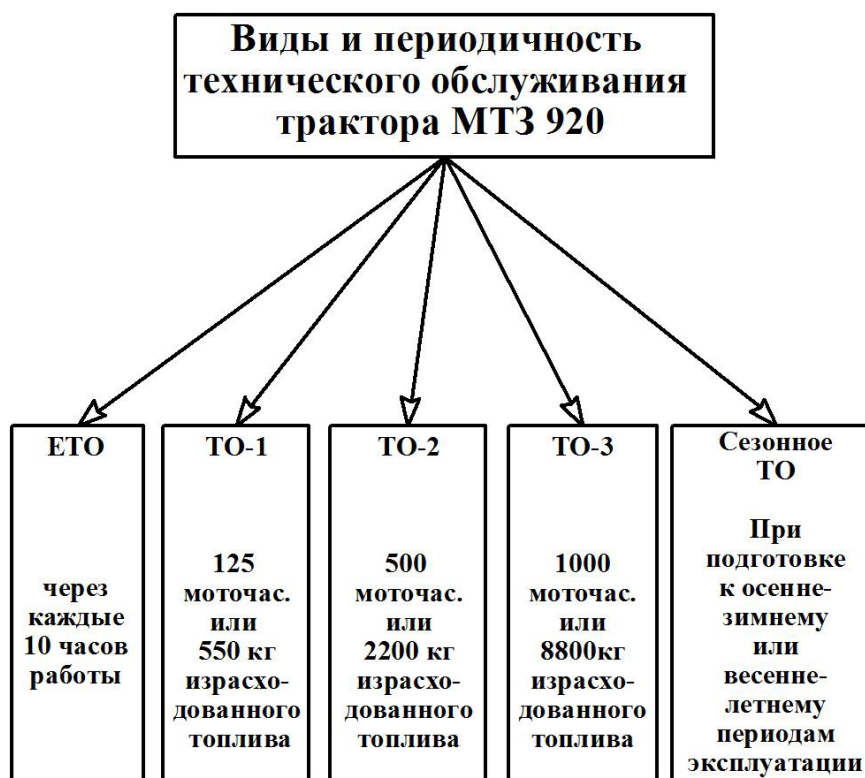 Виды и периодичность
технического обслуживания
трактора МТЗ 920
ЕТО
через
каждые
10 часов
работы
ТО-1
125
моточас.
или
550 кг
израсхо-
дованного
топлива
ТО-2
500
моточас.
или
2200 кг
израсхо-
дованного
топлива
ТО-3
1000
моточас.
или
8800кг
израсхо-
дованного
топлива
Сезонное
ТО
При
подготовке
к осенне-
зимнему
или
весенне-
летнему
периодам
эксплуатации